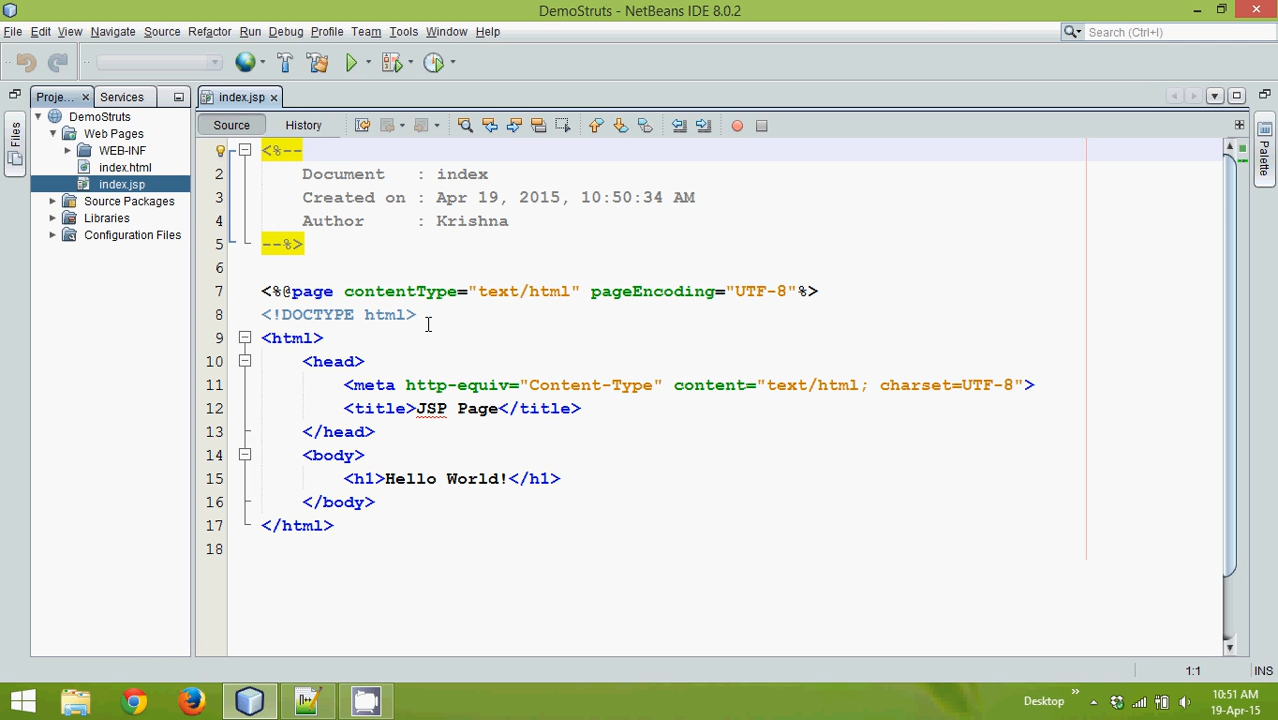 DemoStruts - NetBeans IDE 8.0.2
File Edit View Navigate Source Refactor Run Debug Profile Team Tools Window Help
Search (Ctrl+I)
Proje...
Services
index.jsp
Files
DemoStruts
Web Pages
WEB-INF
index.html
index.jsp
Source Packages
Libraries
Configuration Files
Source
History
Palette
<%--
2 Document : index
3 Created on : Apr 19, 2015, 10:50:34 AM
4 Author : Krishna
5 --%>
6
7 <%@page contentType="text/html" pageEncoding="UTF-8"%>
8 <!DOCTYPE html>
9 <html>
10 <head>
11 <meta http-equiv="Content-Type" content="text/html; charset=UTF-8">
12 <title>JSP Page</title>
13 </head>
14 <body>
15 <h1>Hello World!</h1>
16 </body>
17 </html>
18
1:1
INS
Desktop
10:51 AM
19-Apr-15